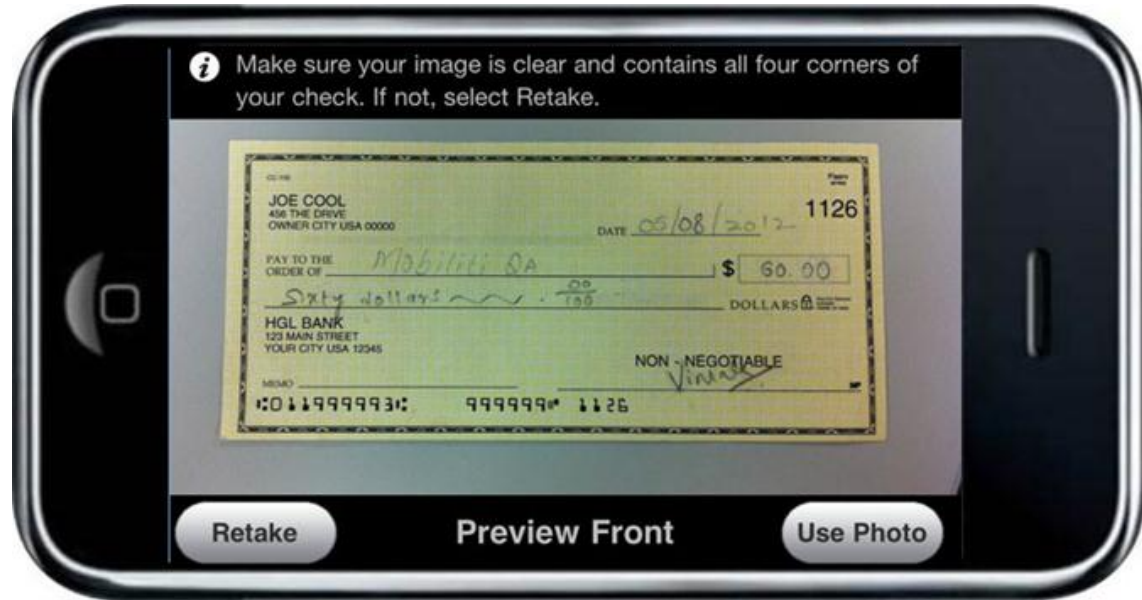 Make sure your image is clear and contains all four corners of
your check. If not, select Retake.
CC-116
JOE COOL
456 THE DRIVE
OWNER CITY USA 00000
1126
DATE 05/08/2012
PAY TO THE
ORDER OF Mobiliti QA
$ 60.00
Sixty dollars 00/100 DOLLARS
HGL BANK
123 MAIN STREET
YOUR CITY USA 12345
NON - NEGOTIABLE
MEMO
MP
⑆011999993⑆ 999999⑈ 1126
Retake
Preview Front
Use Photo